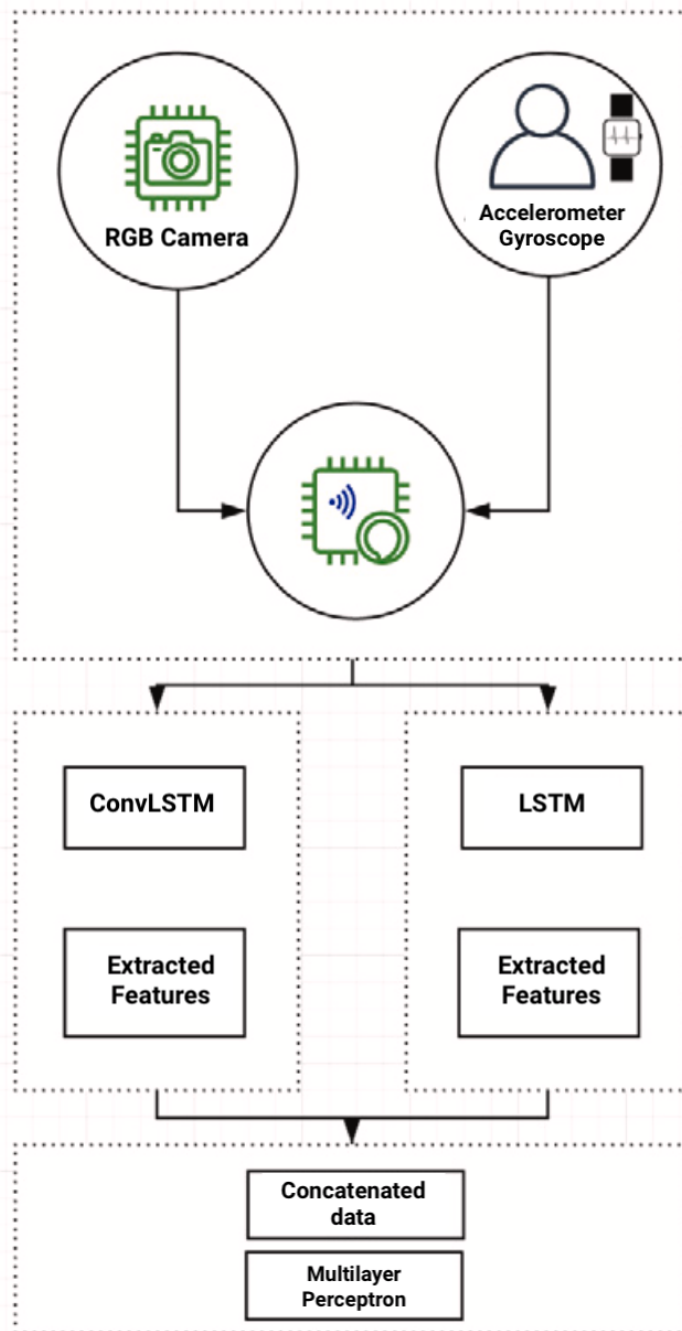 RGB Camera
Accelerometer
Gyroscope
ConvLSTM
LSTM
Extracted
Features
Extracted
Features
Concatenated
data
Multilayer
Perceptron